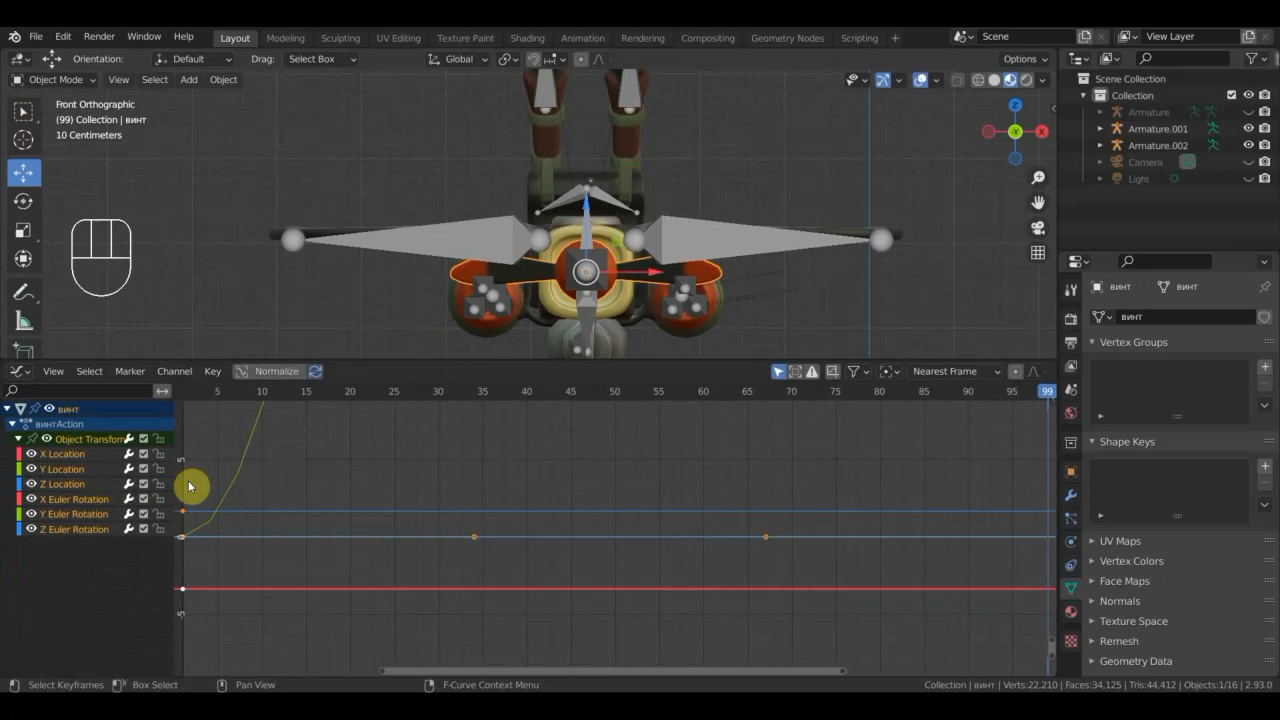 File Edit Render Window Help Layout Modeling Sculpting UV Editing Texture Paint Shading Animation Rendering Compositing Geometry Nodes Scripting + Scene View Layer
Orientation: Default Drag: Select Box Global Options
Object Mode View Select Add Object
Scene Collection
Collection
Armature
Armature.001
Armature.002
Camera
Light
Front Orthographic
(99) Collection | винт
10 Centimeters
Z
Y
X
View Select Marker Channel Key Normalize Nearest Frame
5 10 15 20 25 30 35 40 45 50 55 60 65 70 75 80 85 90 95 99
винт
винтAction
Object Transform
X Location
Y Location
Z Location
X Euler Rotation
Y Euler Rotation
Z Euler Rotation
5
0
5
винт винт
винт
Vertex Groups
Shape Keys
UV Maps
Vertex Colors
Face Maps
Normals
Texture Space
Remesh
Geometry Data
Select Keyframes Box Select Pan View F-Curve Context Menu Collection | винт | Verts:22,210 | Faces:34,125 | Tris:44,412 | Objects:1/16 | 2.93.0